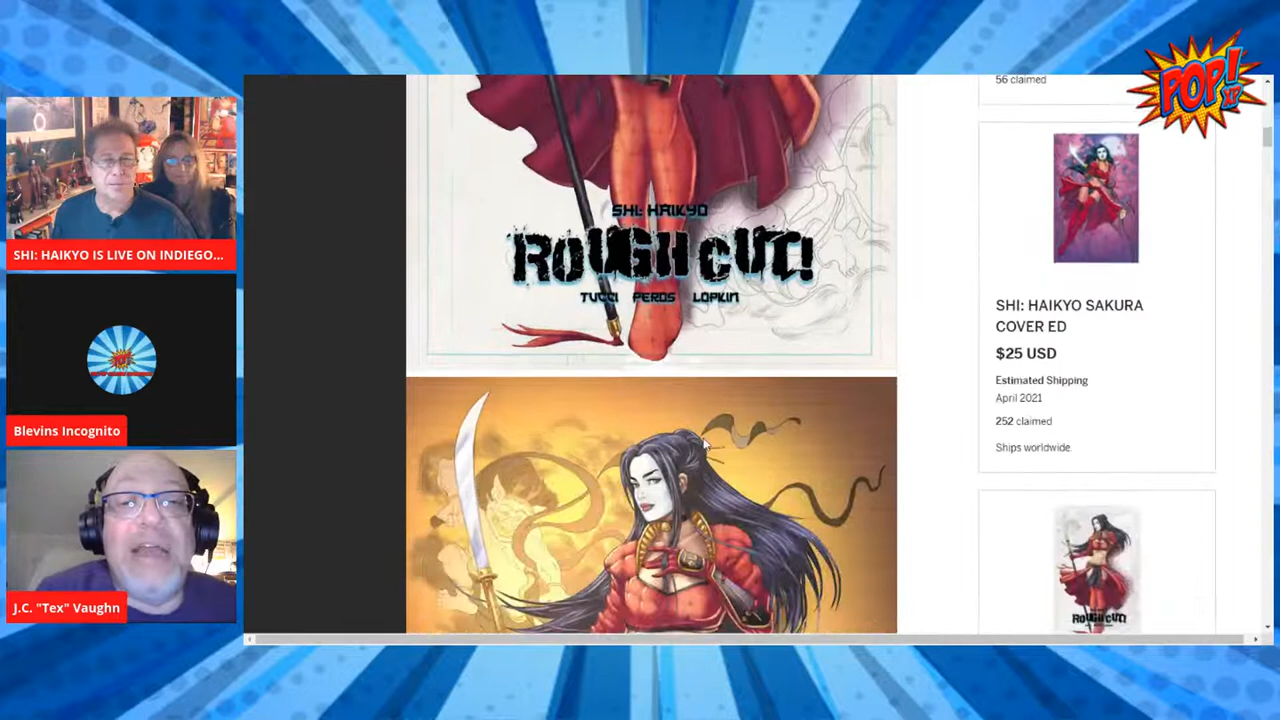 SHI: HAIKYO IS LIVE ON INDIEGO...
Blevins Incognito
J.C. "Tex" Vaughn
SHI: HAIKYO
ROUGH CUT!
TUCCI PEROS LOPKIN
POP!
XP
56 claimed
SHI: HAIKYO SAKURA
COVER ED
$25 USD
Estimated Shipping
April 2021
252 claimed
Ships worldwide.
ROUGH CUT!